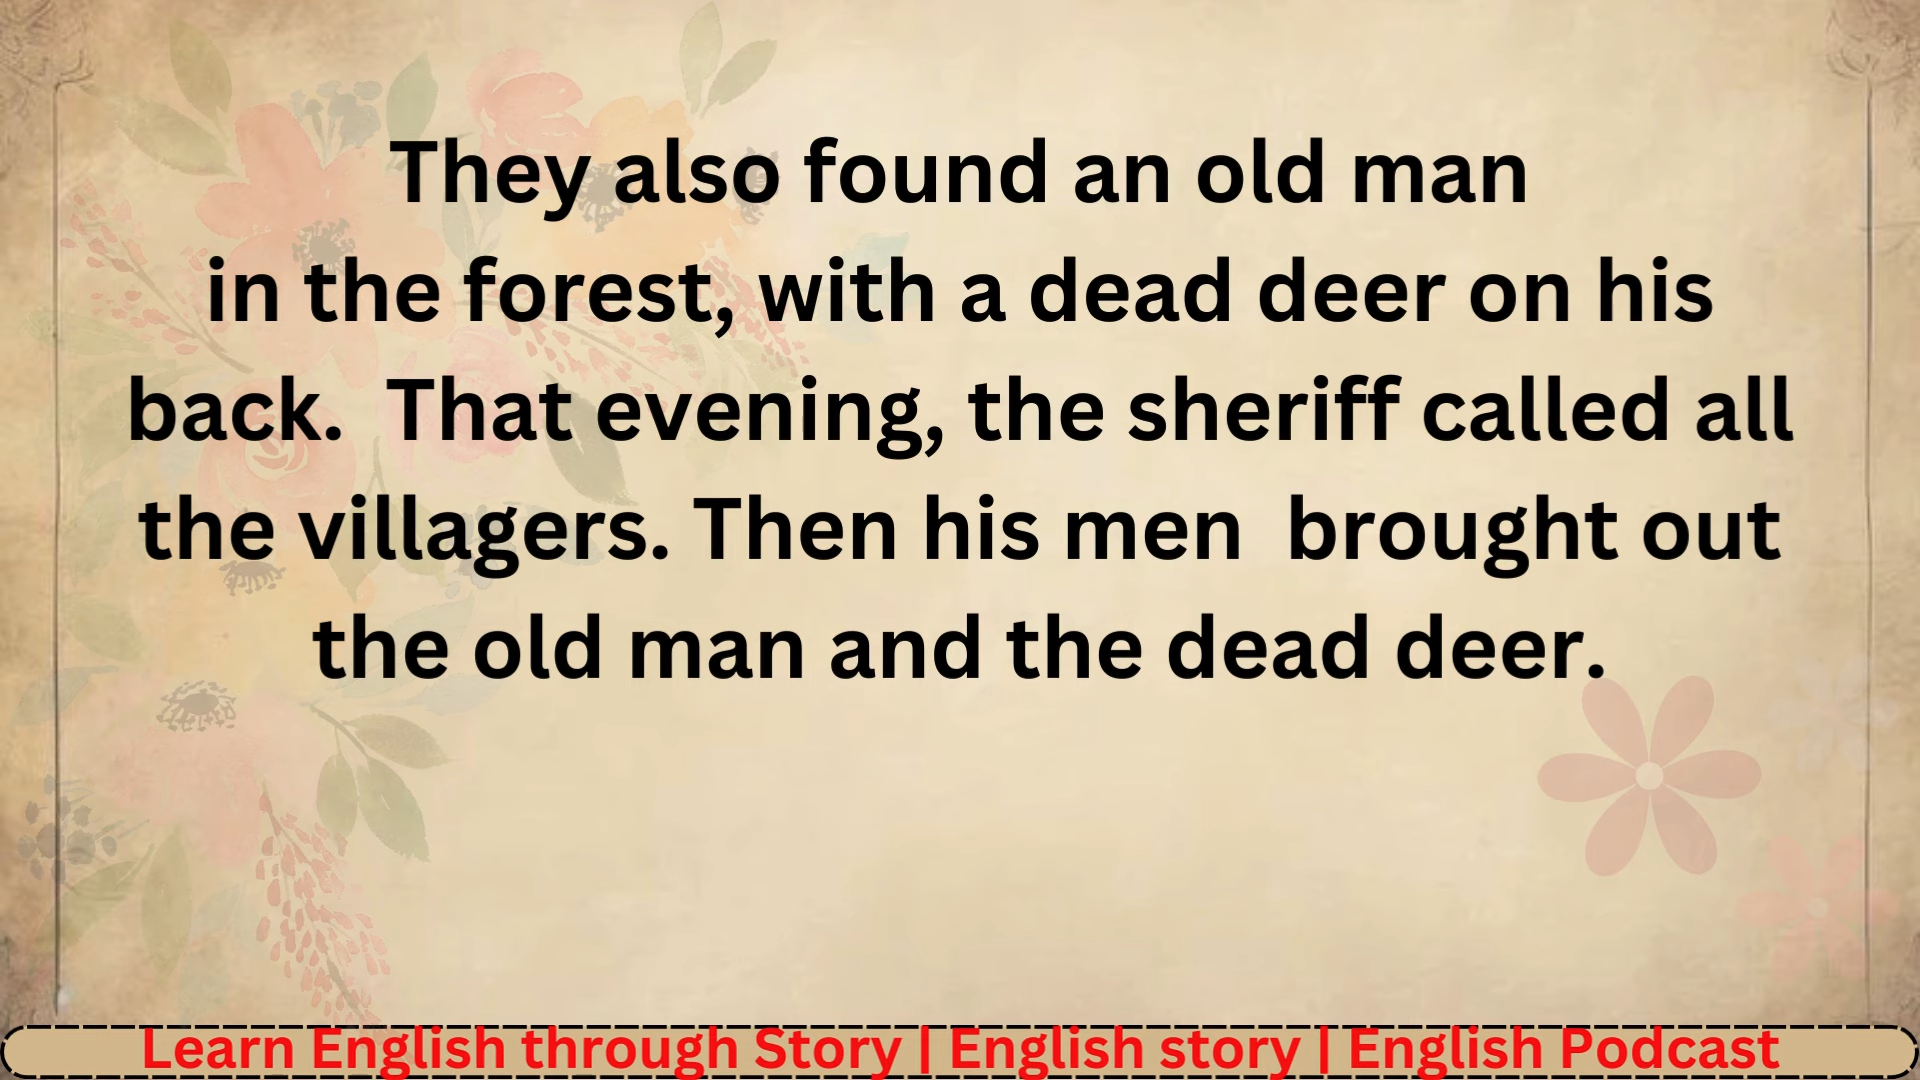 They also found an old man
in the forest, with a dead deer on his
back.  That evening, the sheriff called all
the villagers. Then his men  brought out
the old man and the dead deer.
Learn English through Story | English story | English Podcast